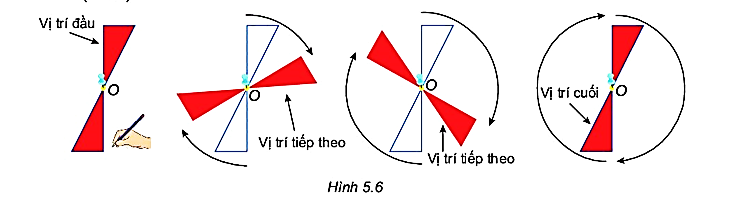 Vị trí đầu
O
O
Vị trí tiếp theo
O
Vị trí tiếp theo
Vị trí cuối
O
Hình 5.6